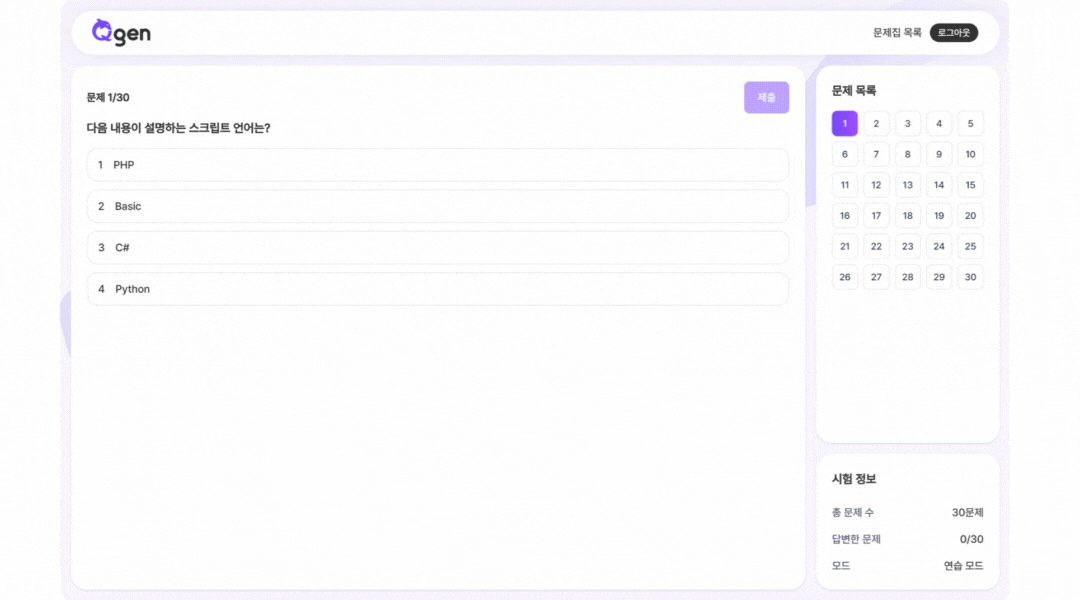 Qgen
문제집 목록
로그아웃
문제 1/30
제출
다음 내용이 설명하는 스크립트 언어는?
1 PHP
2 Basic
3 C#
4 Python
문제 목록
1 2 3 4 5
6 7 8 9 10
11 12 13 14 15
16 17 18 19 20
21 22 23 24 25
26 27 28 29 30
시험 정보
총 문제 수 30문제
답변한 문제 0/30
모드 연습 모드